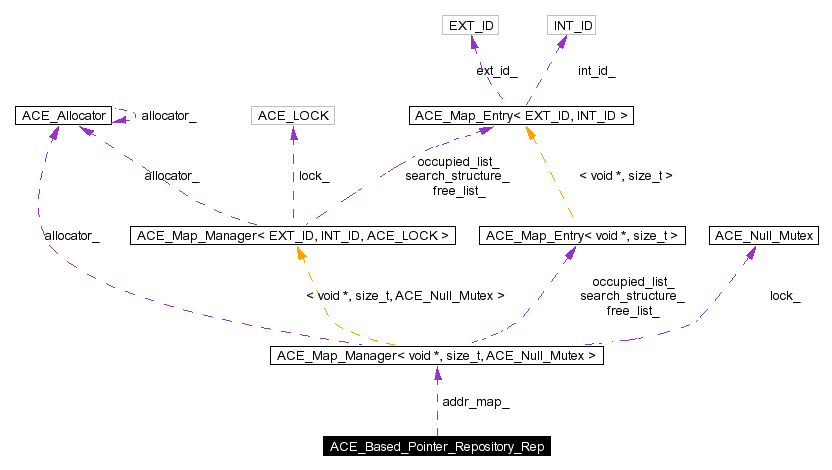 EXT_ID
INT_ID
ext_id_
int_id_
ACE_Allocator
allocator_
ACE_LOCK
ACE_Map_Entry< EXT_ID, INT_ID >
allocator_
lock_
occupied_list_
search_structure_
free_list_
< void *, size_t >
allocator_
ACE_Map_Manager< EXT_ID, INT_ID, ACE_LOCK >
ACE_Map_Entry< void *, size_t >
ACE_Null_Mutex
< void *, size_t, ACE_Null_Mutex >
occupied_list_
search_structure_
free_list_
lock_
ACE_Map_Manager< void *, size_t, ACE_Null_Mutex >
addr_map_
ACE_Based_Pointer_Repository_Rep